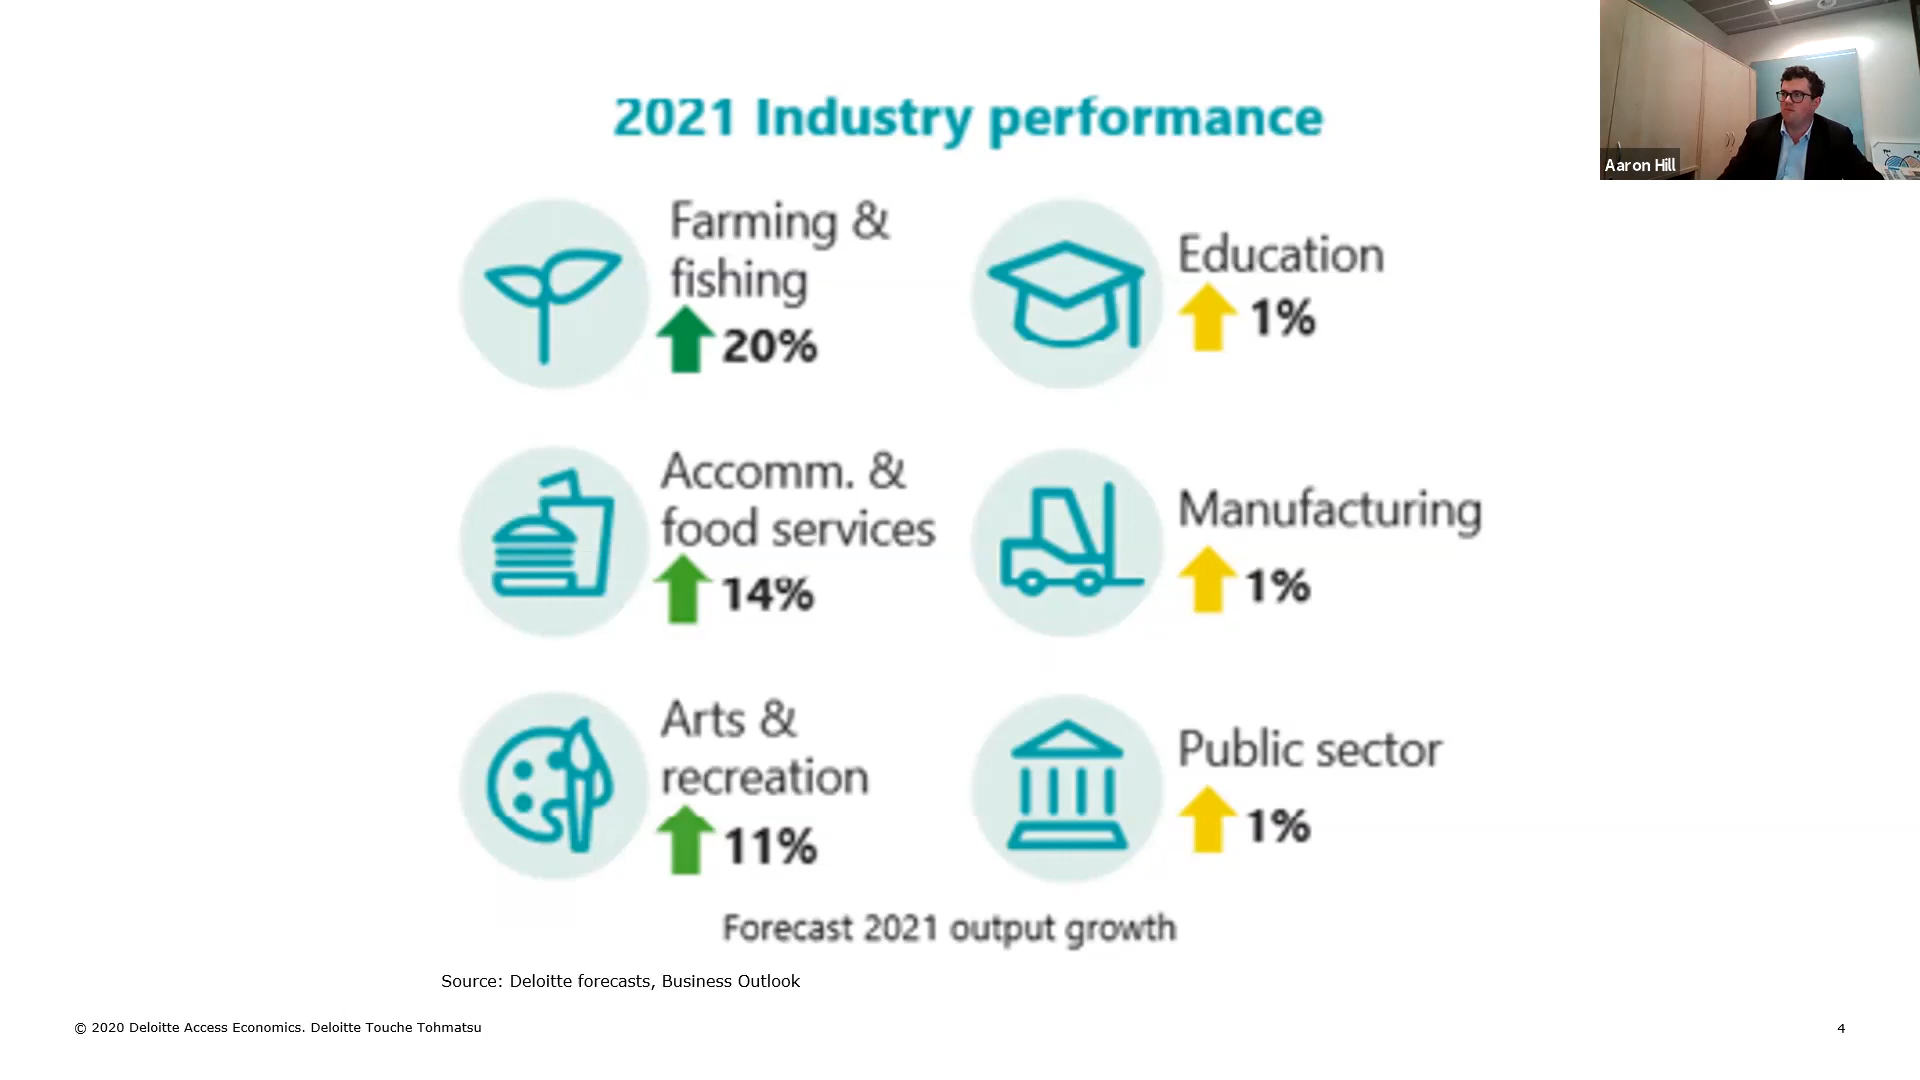 2021 Industry performance
Farming &
fishing
20%
Education
1%
Accomm. &
food services
14%
Manufacturing
1%
Arts &
recreation
11%
Public sector
1%
Forecast 2021 output growth
Source: Deloitte forecasts, Business Outlook
© 2020 Deloitte Access Economics. Deloitte Touche Tohmatsu
4
Aaron Hill